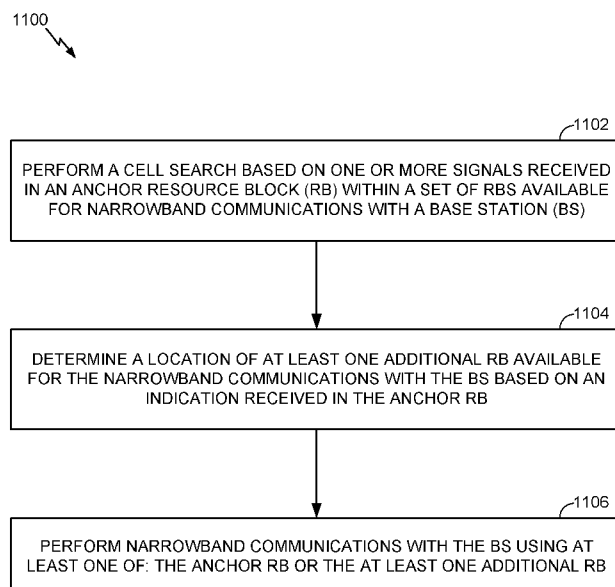 1100
1102
PERFORM A CELL SEARCH BASED ON ONE OR MORE SIGNALS RECEIVED
IN AN ANCHOR RESOURCE BLOCK (RB) WITHIN A SET OF RBS AVAILABLE
FOR NARROWBAND COMMUNICATIONS WITH A BASE STATION (BS)
1104
DETERMINE A LOCATION OF AT LEAST ONE ADDITIONAL RB AVAILABLE
FOR THE NARROWBAND COMMUNICATIONS WITH THE BS BASED ON AN
INDICATION RECEIVED IN THE ANCHOR RB
1106
PERFORM NARROWBAND COMMUNICATIONS WITH THE BS USING AT
LEAST ONE OF: THE ANCHOR RB OR THE AT LEAST ONE ADDITIONAL RB